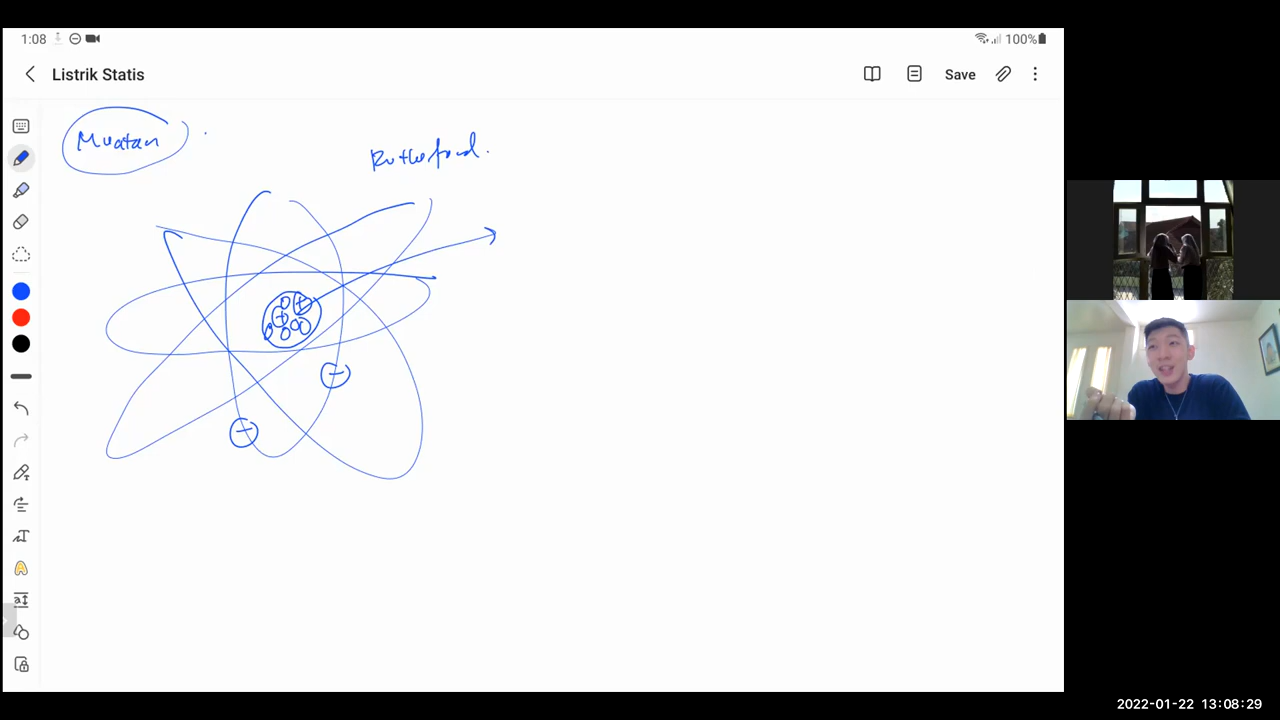 1:08
100%
Listrik Statis
Save
Muatan
Rutherford.
+
+
-
-
2022-01-22 13:08:29